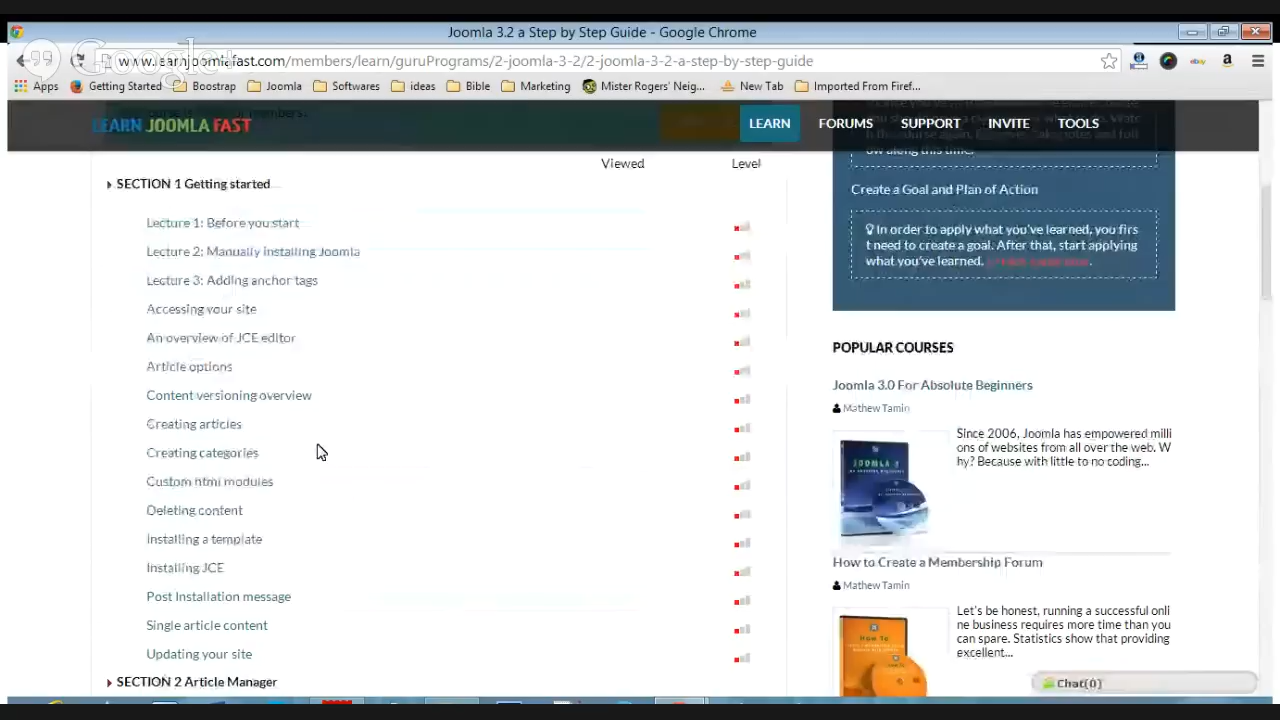 Joomla 3.2 a Step by Step Guide - Google Chrome
Google+
www.learnjoomlafast.com/members/learn/guruPrograms/2-joomla-3-2/2-joomla-3-2-a-step-by-step-guide
Apps Getting Started Boostrap Joomla Softwares ideas Bible Marketing Mister Rogers' Neig... New Tab Imported From Firef...
LEARN JOOMLA FAST
LEARN FORUMS SUPPORT INVITE TOOLS
ow along this time.
Viewed Level
SECTION 1 Getting started
Lecture 1: Before you start
Lecture 2: Manually installing Joomla
Lecture 3: Adding anchor tags
Accessing your site
An overview of JCE editor
Article options
Content versioning overview
Creating articles
Creating categories
Custom html modules
Deleting content
Installing a template
Installing JCE
Post Installation message
Single article content
Updating your site
SECTION 2 Article Manager
Create a Goal and Plan of Action
In order to apply what you've learned, you firs
t need to create a goal. After that, start applying
what you've learned.
POPULAR COURSES
Joomla 3.0 For Absolute Beginners
Mathew Tamin
Since 2006, Joomla has empowered milli
ons of websites from all over the web. W
hy? Because with little to no coding...
JOOMLA 3
How to Create a Membership Forum
Mathew Tamin
Let's be honest, running a successful onli
ne business requires more time than you
can spare. Statistics show that providing
excellent...
How To
Chat(0)